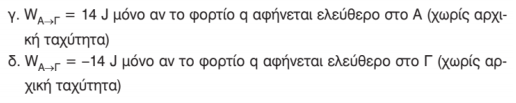 γ. W_{A→Γ} = 14 J μόνο αν το φορτίο q αφήνεται ελεύθερο στο Α (χωρίς αρχι-
κή ταχύτητα)
δ. W_{A→Γ} = –14 J μόνο αν το φορτίο q αφήνεται ελεύθερο στο Γ (χωρίς αρ-
χική ταχύτητα)